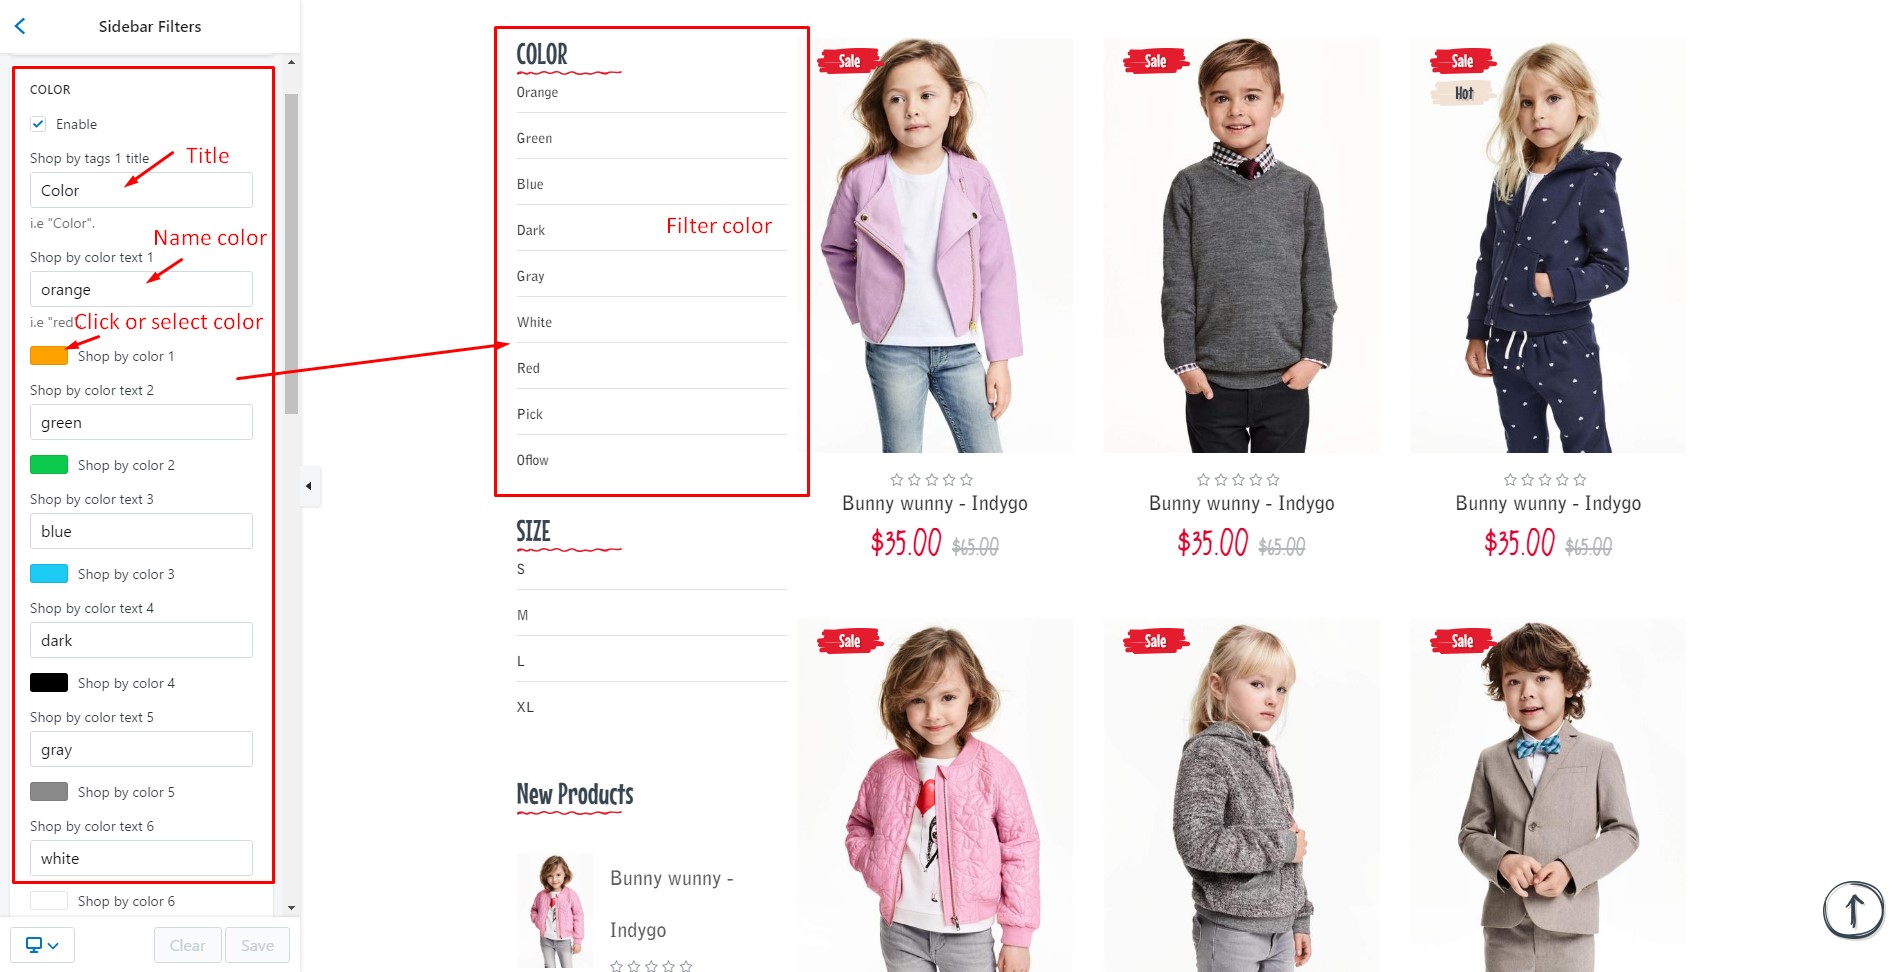 Sidebar Filters
COLOR
Enable
Shop by tags 1 title
Title
Color
i.e "Color".
Name color
Shop by color text 1
orange
i.e "red".
Click or select color
Shop by color 1
Shop by color text 2
green
Shop by color 2
Shop by color text 3
blue
Shop by color 3
Shop by color text 4
dark
Shop by color 4
Shop by color text 5
gray
Shop by color 5
Shop by color text 6
white
Shop by color 6
Clear
Save
COLOR
Orange
Green
Blue
Dark
Filter color
Gray
White
Red
Pick
Oflow
SIZE
S
M
L
XL
New Products
Bunny wunny -
Indygo
Sale
Sale
Sale
Hot
Bunny wunny - Indygo
$35.00 $65.00
Bunny wunny - Indygo
$35.00 $65.00
Bunny wunny - Indygo
$35.00 $65.00
Sale
Sale
Sale